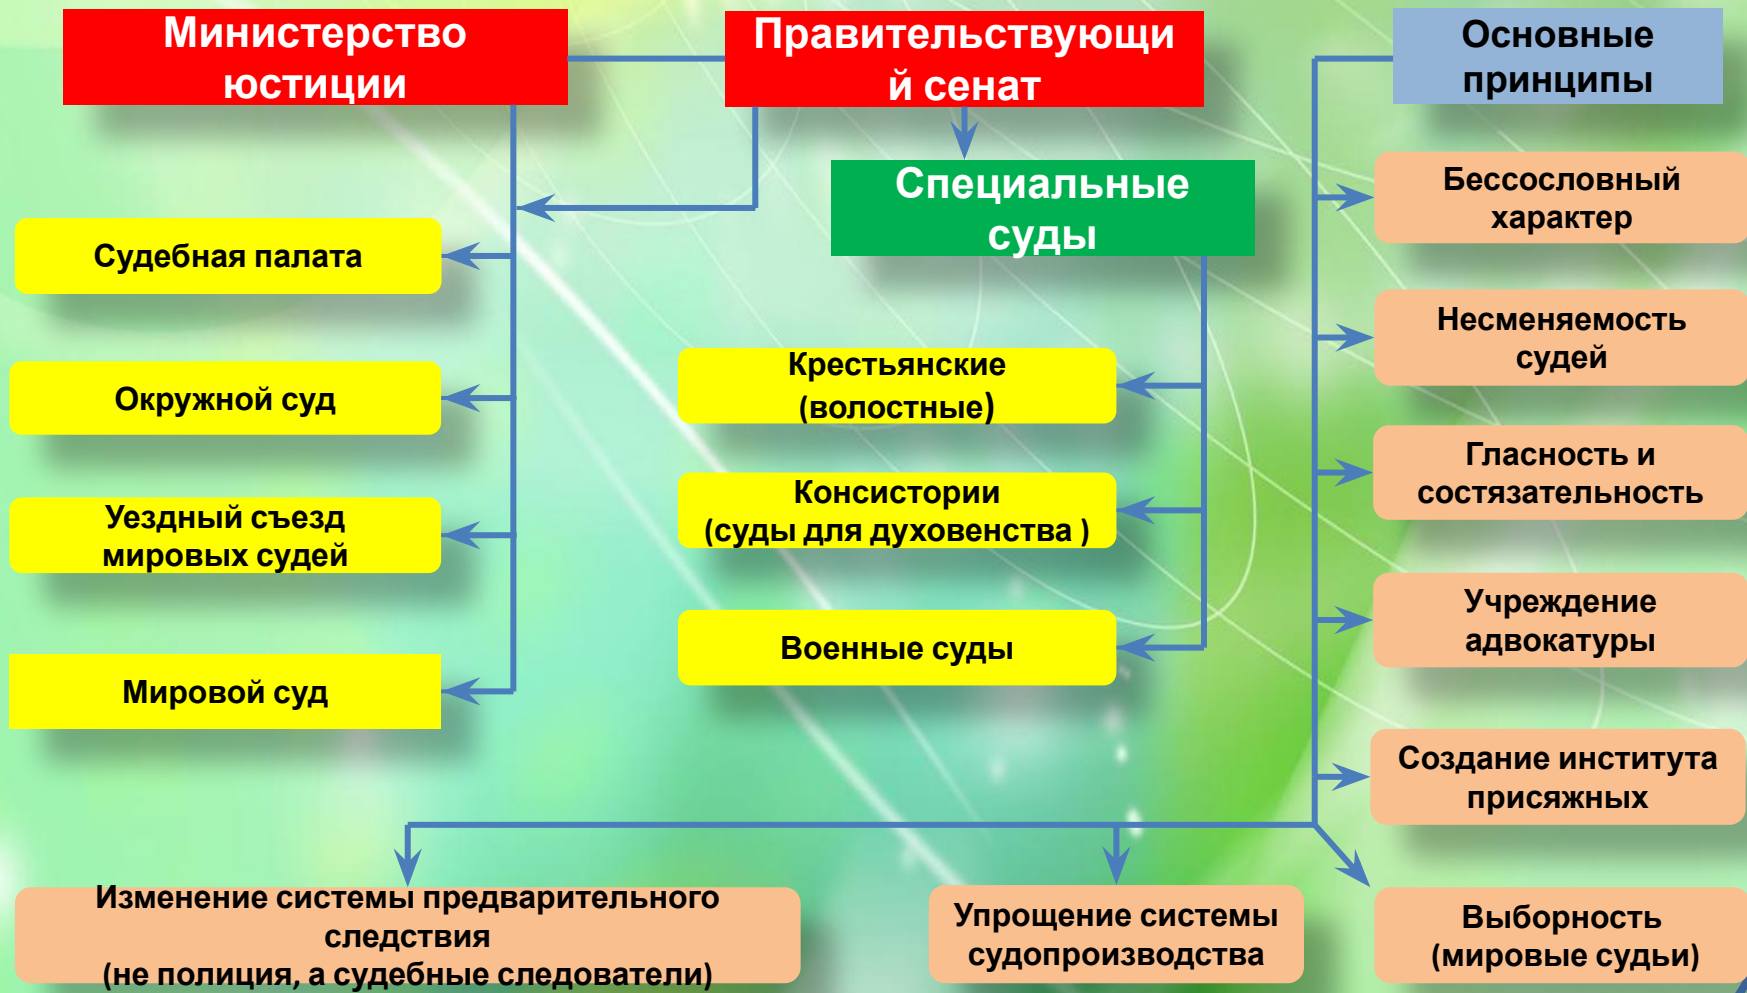 Министерство
юстиции
Правительствующи
й сенат
Основные
принципы
Специальные
суды
Бессословный
характер
Судебная палата
Несменяемость
судей
Окружной суд
Крестьянские
(волостные)
Гласность и
состязательность
Уездный съезд
мировых судей
Консистории
(суды для духовенства )
Учреждение
адвокатуры
Мировой суд
Военные суды
Создание института
присяжных
Изменение системы предварительного
следствия
(не полиция, а судебные следователи)
Упрощение системы
судопроизводства
Выборность
(мировые судьи)